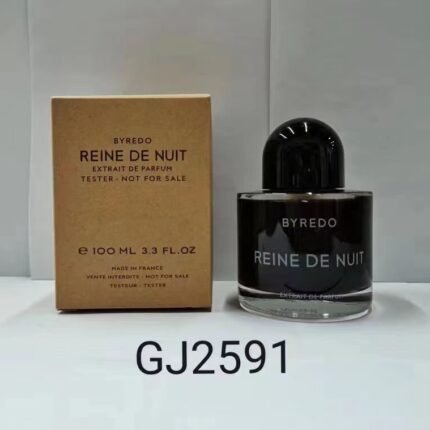 BYREDO
REINE DE NUIT
EXTRAIT DE PARFUM
TESTER - NOT FOR SALE
℮ 100 ML 3.3 FL.OZ
MADE IN FRANCE
VENTE INTERDITE - NOT FOR SALE
TESTEUR - TESTER
BYREDO
REINE DE NUIT
EXTRAIT DE PARFUM
GJ2591